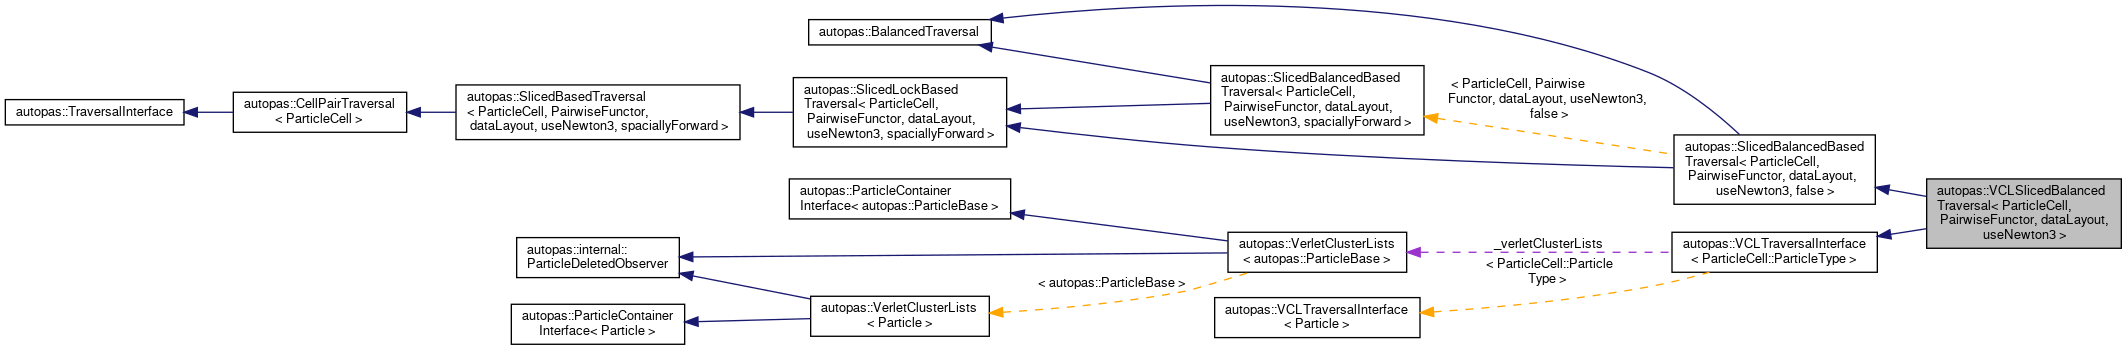 autopas::TraversalInterface
autopas::CellPairTraversal
< ParticleCell >
autopas::SlicedBasedTraversal
< ParticleCell, PairwiseFunctor,
dataLayout, useNewton3, spaciallyForward >
autopas::BalancedTraversal
autopas::SlicedLockBased
Traversal< ParticleCell,
PairwiseFunctor, dataLayout,
useNewton3, spaciallyForward >
autopas::SlicedBalancedBased
Traversal< ParticleCell,
PairwiseFunctor, dataLayout,
useNewton3, spaciallyForward >
< ParticleCell, Pairwise
Functor, dataLayout, useNewton3,
false >
autopas::SlicedBalancedBased
Traversal< ParticleCell,
PairwiseFunctor, dataLayout,
useNewton3, false >
autopas::VCLSlicedBalanced
Traversal< ParticleCell,
PairwiseFunctor, dataLayout,
useNewton3 >
autopas::ParticleContainer
Interface< autopas::ParticleBase >
autopas::internal::
ParticleDeletedObserver
autopas::VerletClusterLists
< autopas::ParticleBase >
_verletClusterLists
autopas::VCLTraversalInterface
< ParticleCell::ParticleType >
< ParticleCell::Particle
Type >
< autopas::ParticleBase >
autopas::ParticleContainer
Interface< Particle >
autopas::VerletClusterLists
< Particle >
autopas::VCLTraversalInterface
< Particle >